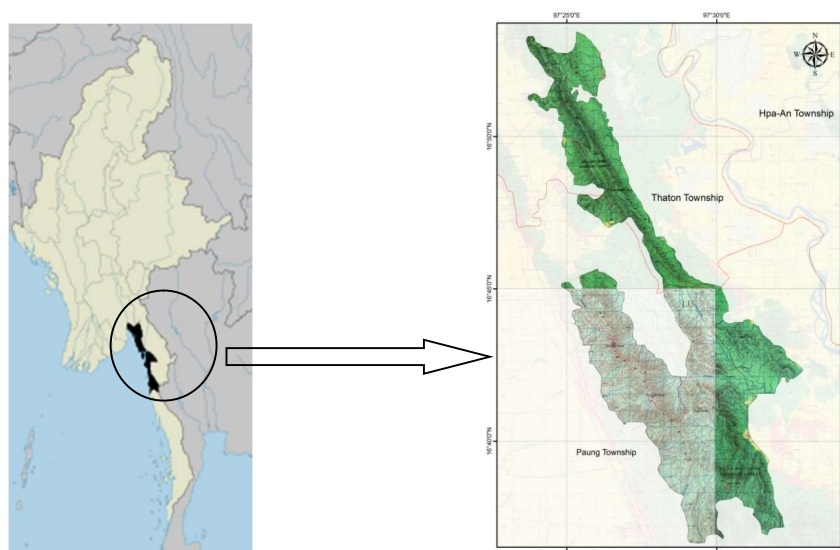 97°25'0"E
97°30'0"E
N
W
E
S
Hpa-An Township
16°50'0"N
Thaton Township
16°45'0"N
16°40'0"N
Paung Township